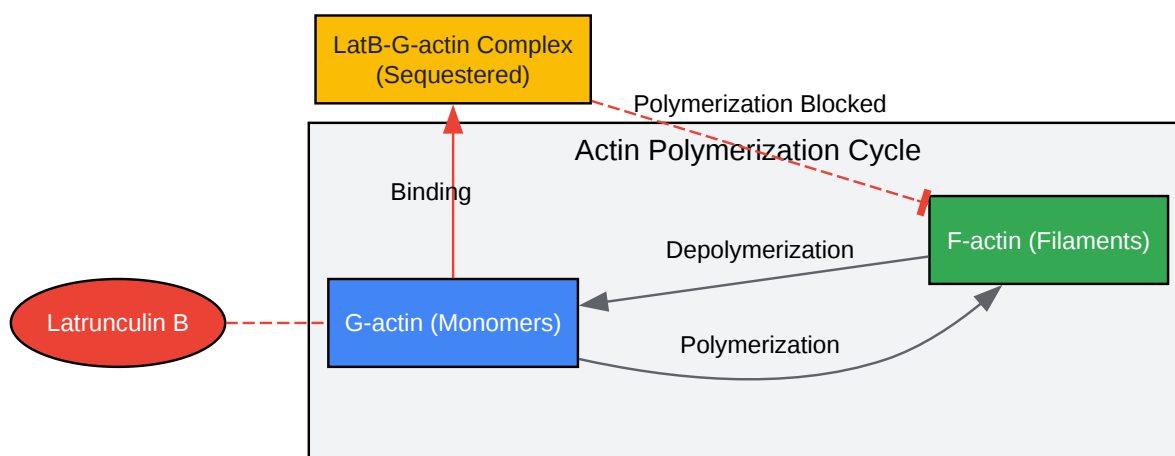 LatB-G-actin Complex
(Sequestered)
Polymerization Blocked
Actin Polymerization Cycle
Binding
F-actin (Filaments)
Depolymerization
Latrunculin B
G-actin (Monomers)
Polymerization